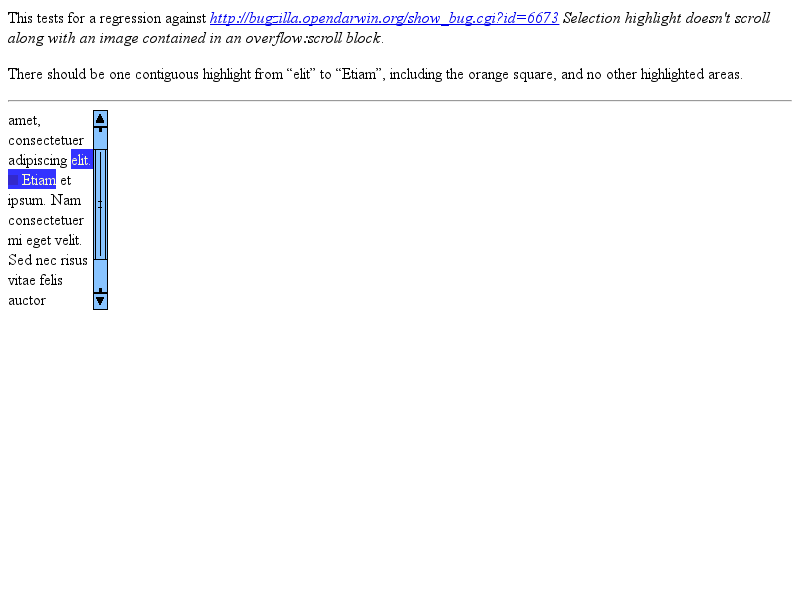 This tests for a regression against http://bugzilla.opendarwin.org/show_bug.cgi?id=6673 Selection highlight doesn't scroll
along with an image contained in an overflow:scroll block.
There should be one contiguous highlight from “elit” to “Etiam”, including the orange square, and no other highlighted areas.
amet,
consectetuer
adipiscing elit.
Etiam et
ipsum. Nam
consectetuer
mi eget velit.
Sed nec risus
vitae felis
auctor